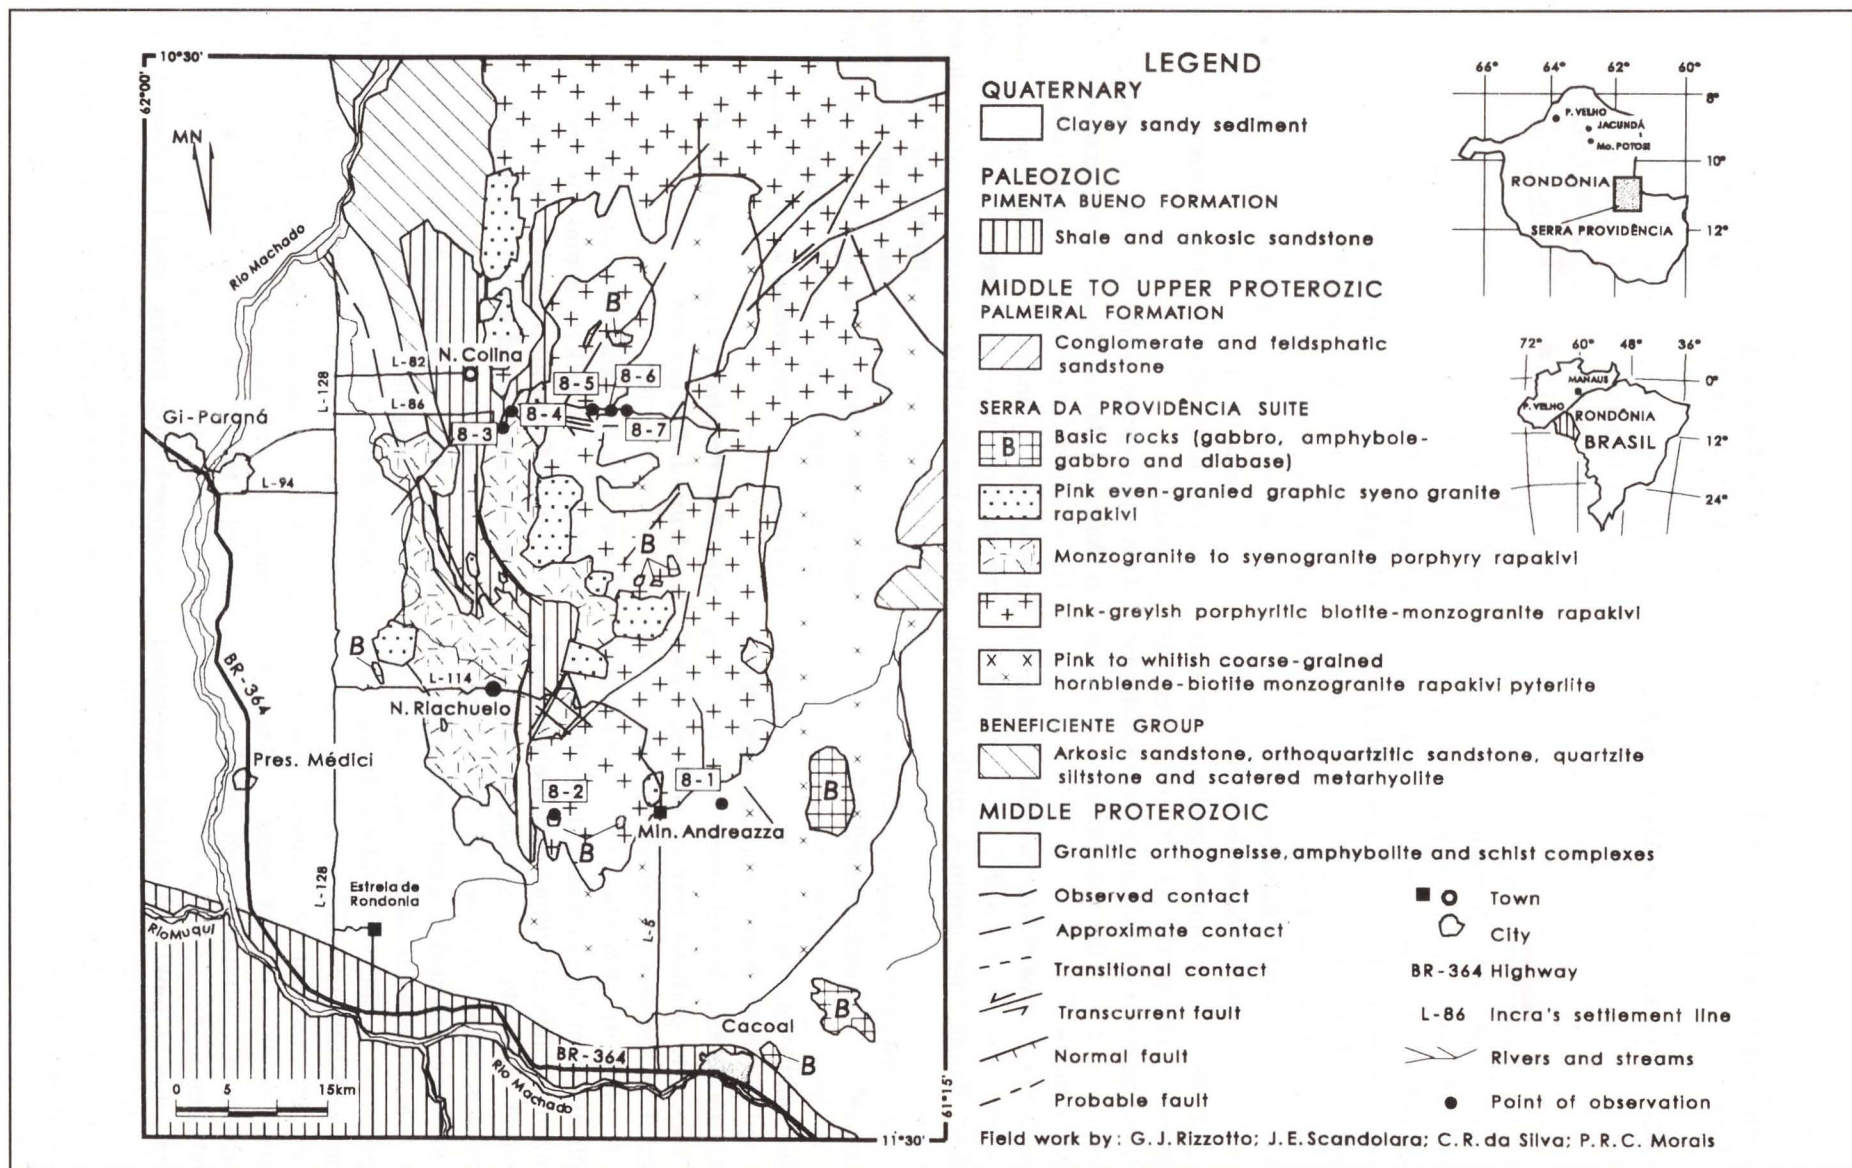 10°30'
62°00'
MN
Rio Machado
L-82
N. Colina
L-128
L-86
8-5
8-6
8-4
8-3
8-7
B
Gi-Paraná
L-94
B
B
L-114
N. Riachuelo
BR-364
Pres. Médici
8-2
8-1
Min. Andreazza
B
B
L-128
Estrela de
Rondonia
Rio Muqui
L-5
B
Cacoal
BR-364
B
Rio Machado
0 5 15km
61°15'
11°30'
LEGEND
QUATERNARY
Clayey sandy sediment
PALEOZOIC
PIMENTA BUENO FORMATION
Shale and ankosic sandstone
MIDDLE TO UPPER PROTEROZIC
PALMEIRAL FORMATION
Conglomerate and feldsphatic
sandstone
SERRA DA PROVIDÊNCIA SUITE
B
Basic rocks (gabbro, amphybole-
gabbro and diabase)
Pink even-granied graphic syeno granite
rapakivi
Monzogranite to syenogranite porphyry rapakivi
Pink-greyish porphyritic biotite-monzogranite rapakivi
Pink to whitish coarse-grained
hornblende-biotite monzogranite rapakivi pyterlite
BENEFICIENTE GROUP
Arkosic sandstone, orthoquartzitic sandstone, quartzite
siltstone and scatered metarhyolite
MIDDLE PROTEROZOIC
Granitic orthogneisse, amphybolite and schist complexes
Observed contact
Approximate contact
Transitional contact
Transcurrent fault
Normal fault
Probable fault
Town
City
BR-364 Highway
L-86 Incra's settlement line
Rivers and streams
Point of observation
Field work by: G.J.Rizzotto; J.E.Scandolara; C.R.da Silva; P.R.C. Morais
66° 64° 62° 60°
8°
P. VELHO
JACUNDÁ
Mo. POTOSI
10°
RONDÔNIA
SERRA PROVIDÊNCIA
12°
72° 60° 48° 36°
MANAUS
0°
P. VELHO
RONDÔNIA
BRASIL
12°
24°